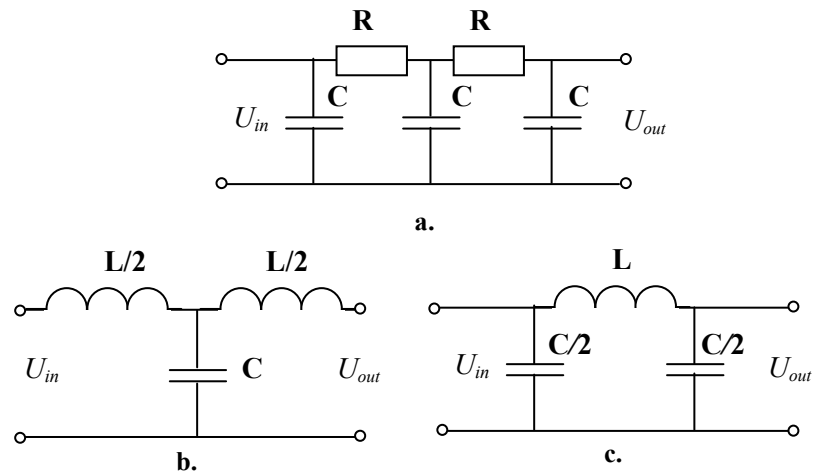 R R
C C C
U_in U_out
a.
L/2 L/2
U_in C U_out
b.
L
C/2 C/2
U_in U_out
c.